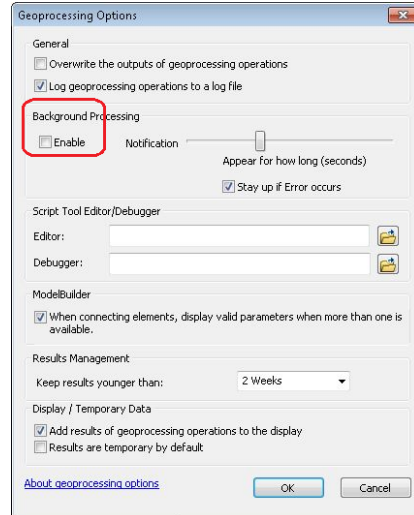 Geoprocessing Options
General
Overwrite the outputs of geoprocessing operations
Log geoprocessing operations to a log file
Background Processing
Enable Notification
Appear for how long (seconds)
Stay up if Error occurs
Script Tool Editor/Debugger
Editor:
Debugger:
ModelBuilder
When connecting elements, display valid parameters when more than one is
available.
Results Management
Keep results younger than: 2 Weeks
Display / Temporary Data
Add results of geoprocessing operations to the display
Results are temporary by default
About geoprocessing options OK Cancel